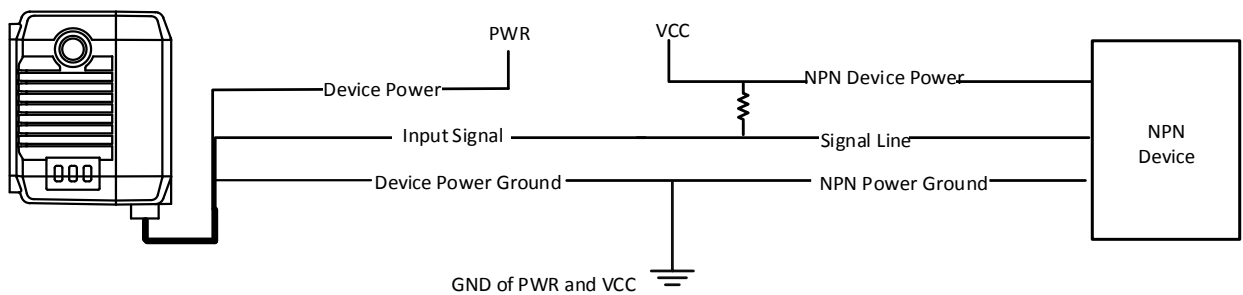 PWR
VCC
Device Power
NPN Device Power
Input Signal
Signal Line
NPN
Device
Device Power Ground
NPN Power Ground
GND of PWR and VCC